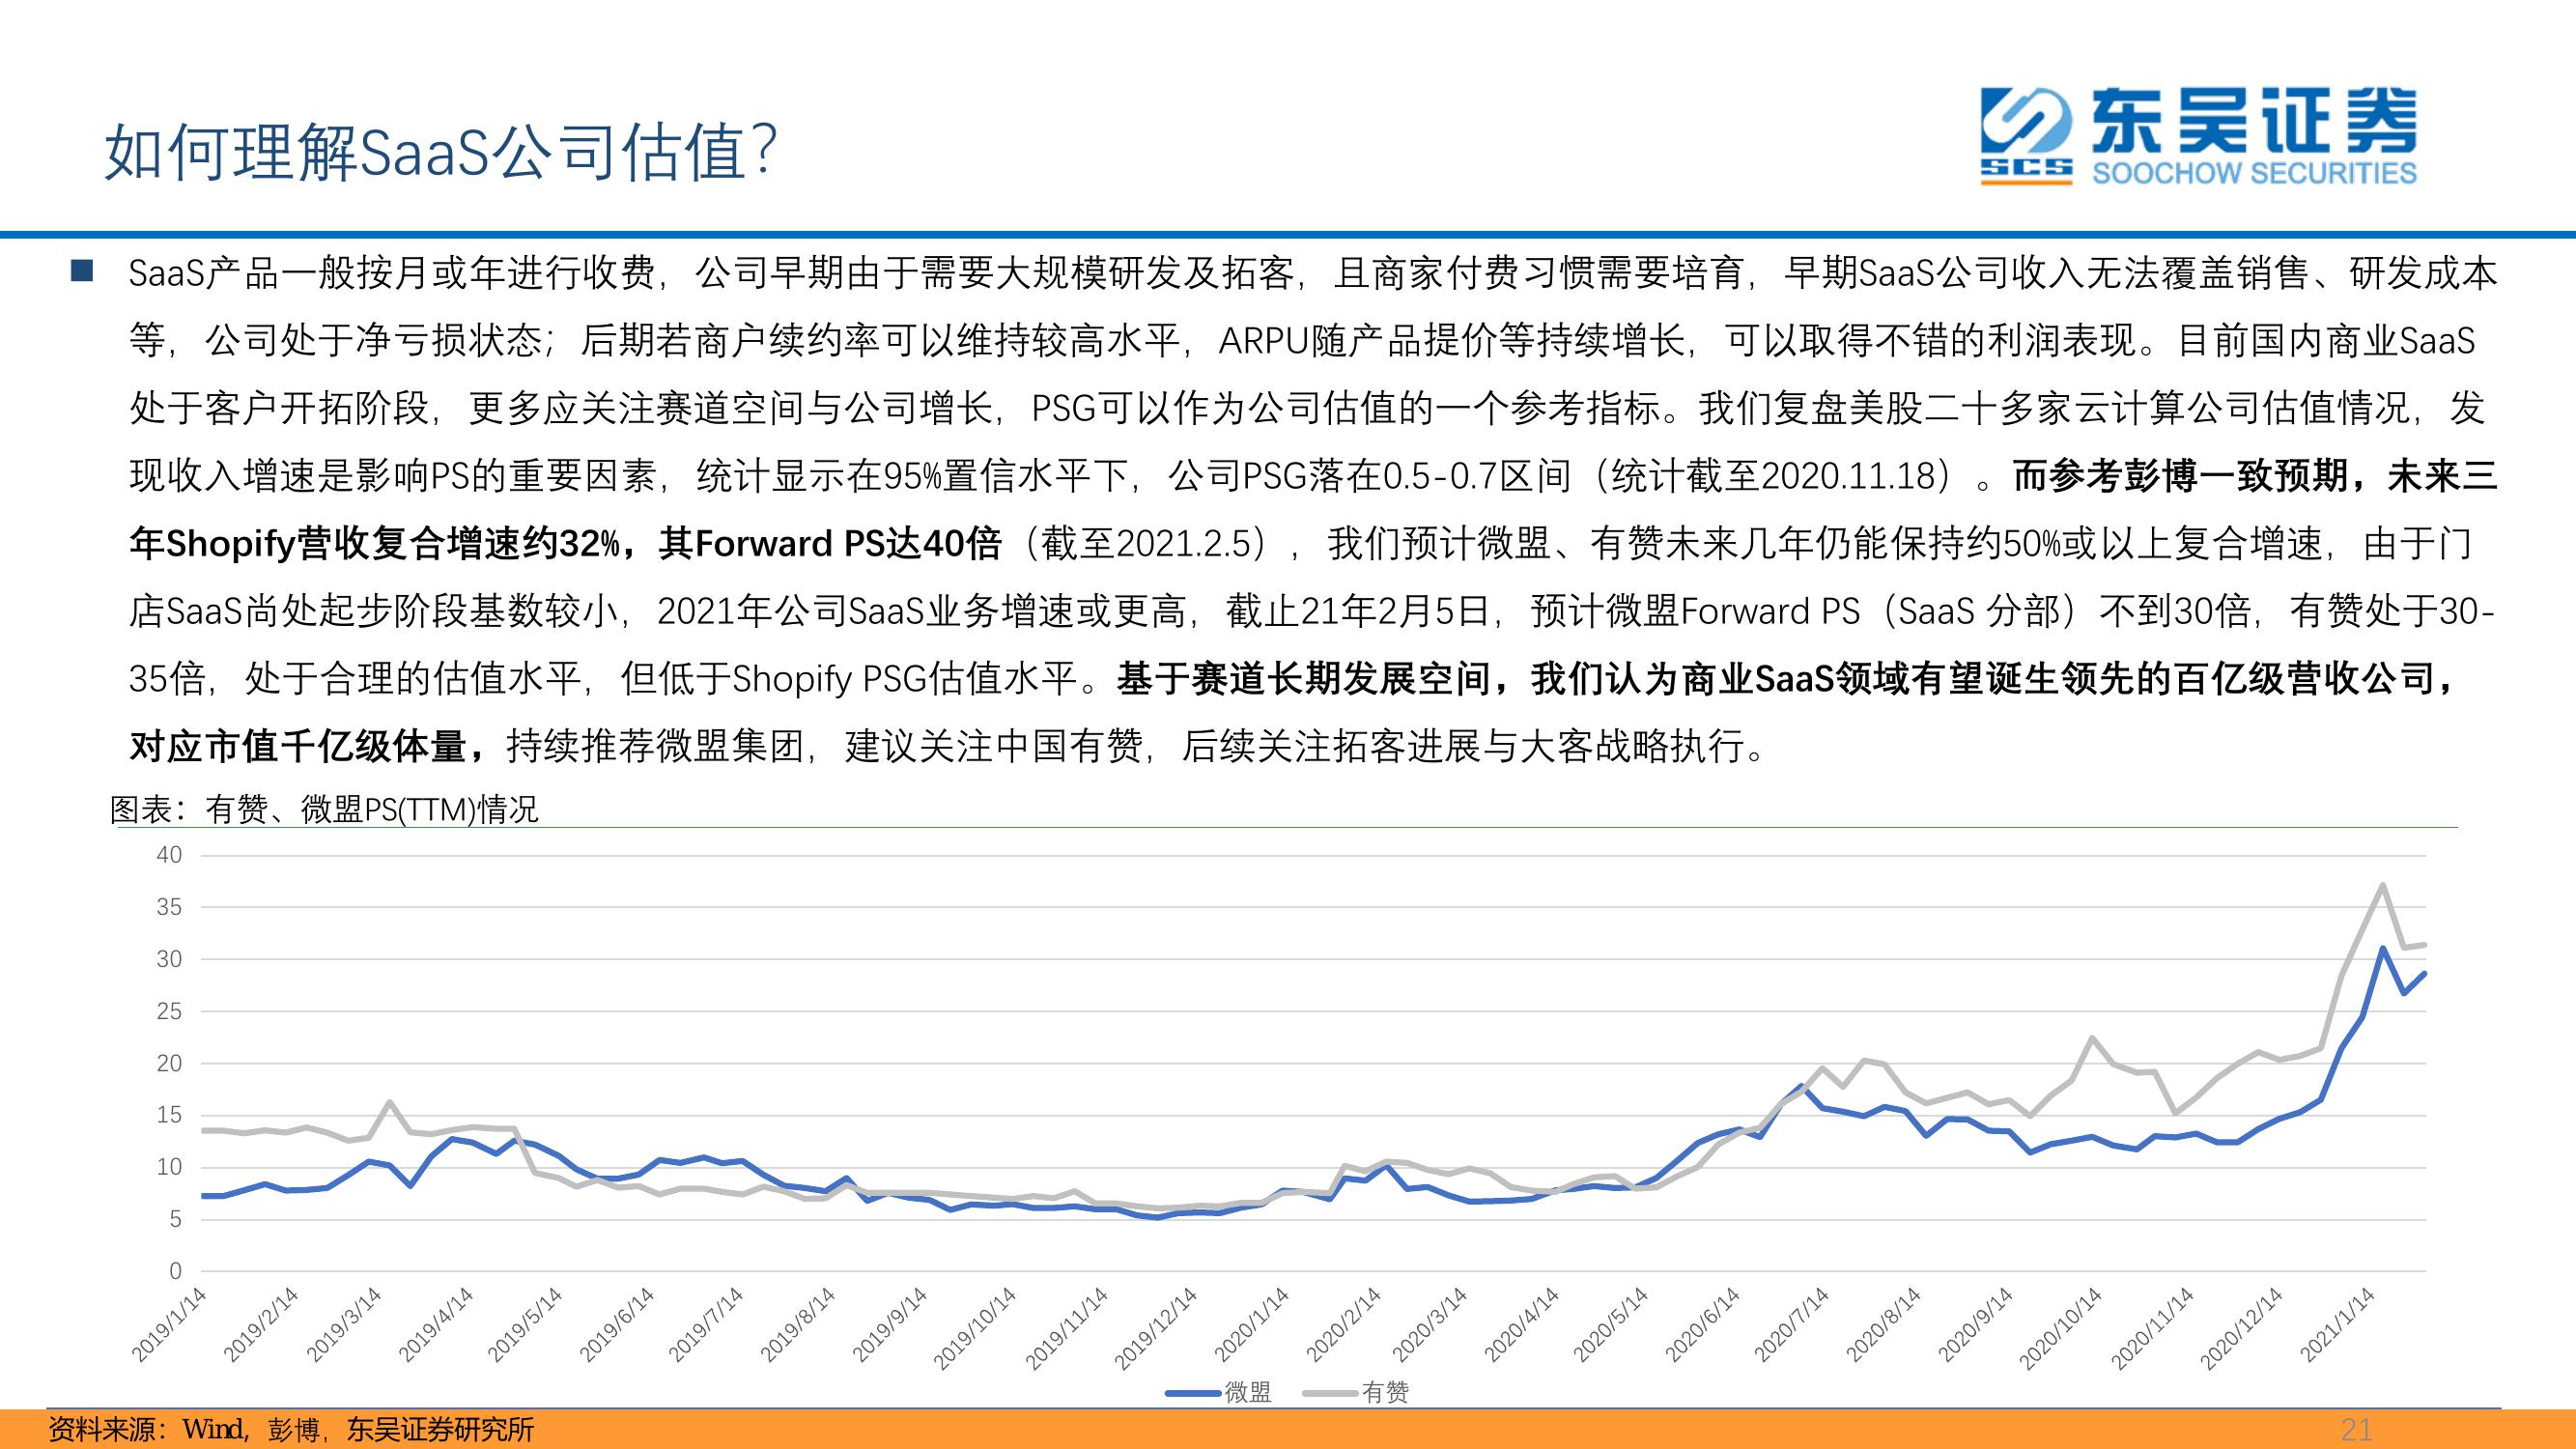 如何理解SaaS公司估值？
SCS
东吴证券
SOOCHOW SECURITIES
SaaS产品一般按月或年进行收费，公司早期由于需要大规模研发及拓客，且商家付费习惯需要培育，早期SaaS公司收入无法覆盖销售、研发成本
等，公司处于净亏损状态；后期若商户续约率可以维持较高水平，ARPU随产品提价等持续增长，可以取得不错的利润表现。目前国内商业SaaS
处于客户开拓阶段，更多应关注赛道空间与公司增长，PSG可以作为公司估值的一个参考指标。我们复盘美股二十多家云计算公司估值情况，发
现收入增速是影响PS的重要因素，统计显示在95%置信水平下，公司PSG落在0.5-0.7区间（统计截至2020.11.18）。而参考彭博一致预期，未来三
年Shopify营收复合增速约32%，其Forward PS达40倍（截至2021.2.5），我们预计微盟、有赞未来几年仍能保持约50%或以上复合增速，由于门
店SaaS尚处起步阶段基数较小，2021年公司SaaS业务增速或更高，截止21年2月5日，预计微盟Forward PS（SaaS 分部）不到30倍，有赞处于30-
35倍，处于合理的估值水平，但低于Shopify PSG估值水平。基于赛道长期发展空间，我们认为商业SaaS领域有望诞生领先的百亿级营收公司，
对应市值千亿级体量，持续推荐微盟集团，建议关注中国有赞，后续关注拓客进展与大客战略执行。
图表：有赞、微盟PS(TTM)情况
40
35
30
25
20
15
10
5
0
2019/1/14
2019/2/14
2019/3/14
2019/4/14
2019/5/14
2019/6/14
2019/7/14
2019/8/14
2019/9/14
2019/10/14
2019/11/14
2019/12/14
2020/1/14
2020/2/14
2020/3/14
2020/4/14
2020/5/14
2020/6/14
2020/7/14
2020/8/14
2020/9/14
2020/10/14
2020/11/14
2020/12/14
2021/1/14
微盟 有赞
资料来源：Wind，彭博，东吴证券研究所
21